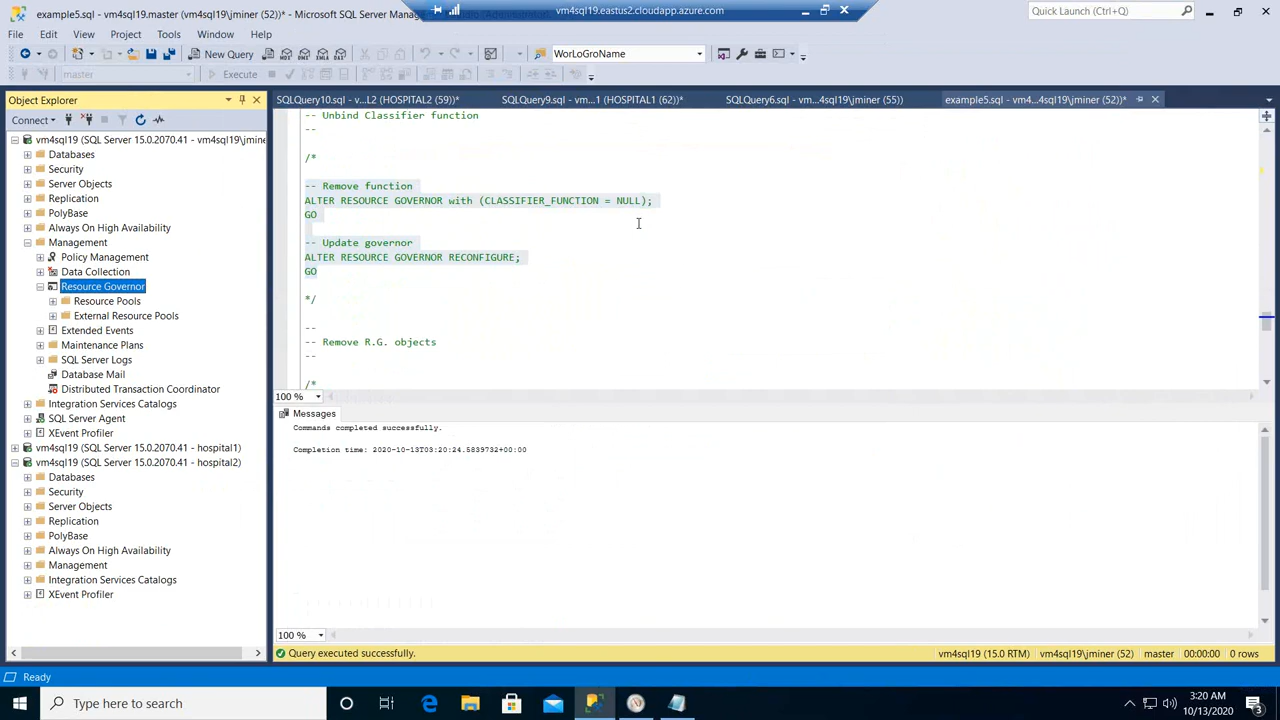 example5.sql - vm4sql19.master (vm4sql19\jminer (52))* - Microsoft SQL Server Man
vm4sql19.eastus2.cloudapp.azure.com
Quick Launch (Ctrl+Q)
File Edit View Project Tools Window Help
New Query MDX DMX XMLA DAX WorLoGroName
master Execute
Object Explorer
SQLQuery10.sql - v...L2 (HOSPITAL2 (59))* SQLQuery9.sql - vm...1 (HOSPITAL1 (62))* SQLQuery6.sql - vm...4sql19\jminer (55)) example5.sql - vm4...4sql19\jminer (52))*
Connect
vm4sql19 (SQL Server 15.0.2070.41 - vm4sql19\jmine
Databases
Security
Server Objects
Replication
PolyBase
Always On High Availability
Management
Policy Management
Data Collection
Resource Governor
Resource Pools
External Resource Pools
Extended Events
Maintenance Plans
SQL Server Logs
Database Mail
Distributed Transaction Coordinator
Integration Services Catalogs
SQL Server Agent
XEvent Profiler
vm4sql19 (SQL Server 15.0.2070.41 - hospital1)
vm4sql19 (SQL Server 15.0.2070.41 - hospital2)
Databases
Security
Server Objects
Replication
PolyBase
Always On High Availability
Management
Integration Services Catalogs
XEvent Profiler
-- Unbind Classifier function
--
/*
-- Remove function
ALTER RESOURCE GOVERNOR with (CLASSIFIER_FUNCTION = NULL);
GO
-- Update governor
ALTER RESOURCE GOVERNOR RECONFIGURE;
GO
*/
--
-- Remove R.G. objects
--
/*
100 %
Messages
Commands completed successfully.
Completion time: 2020-10-13T03:20:24.5839732+00:00
100 %
Query executed successfully. vm4sql19 (15.0 RTM) vm4sql19\jminer (52) master 00:00:00 0 rows
Ready
Type here to search
3:20 AM
10/13/2020
3